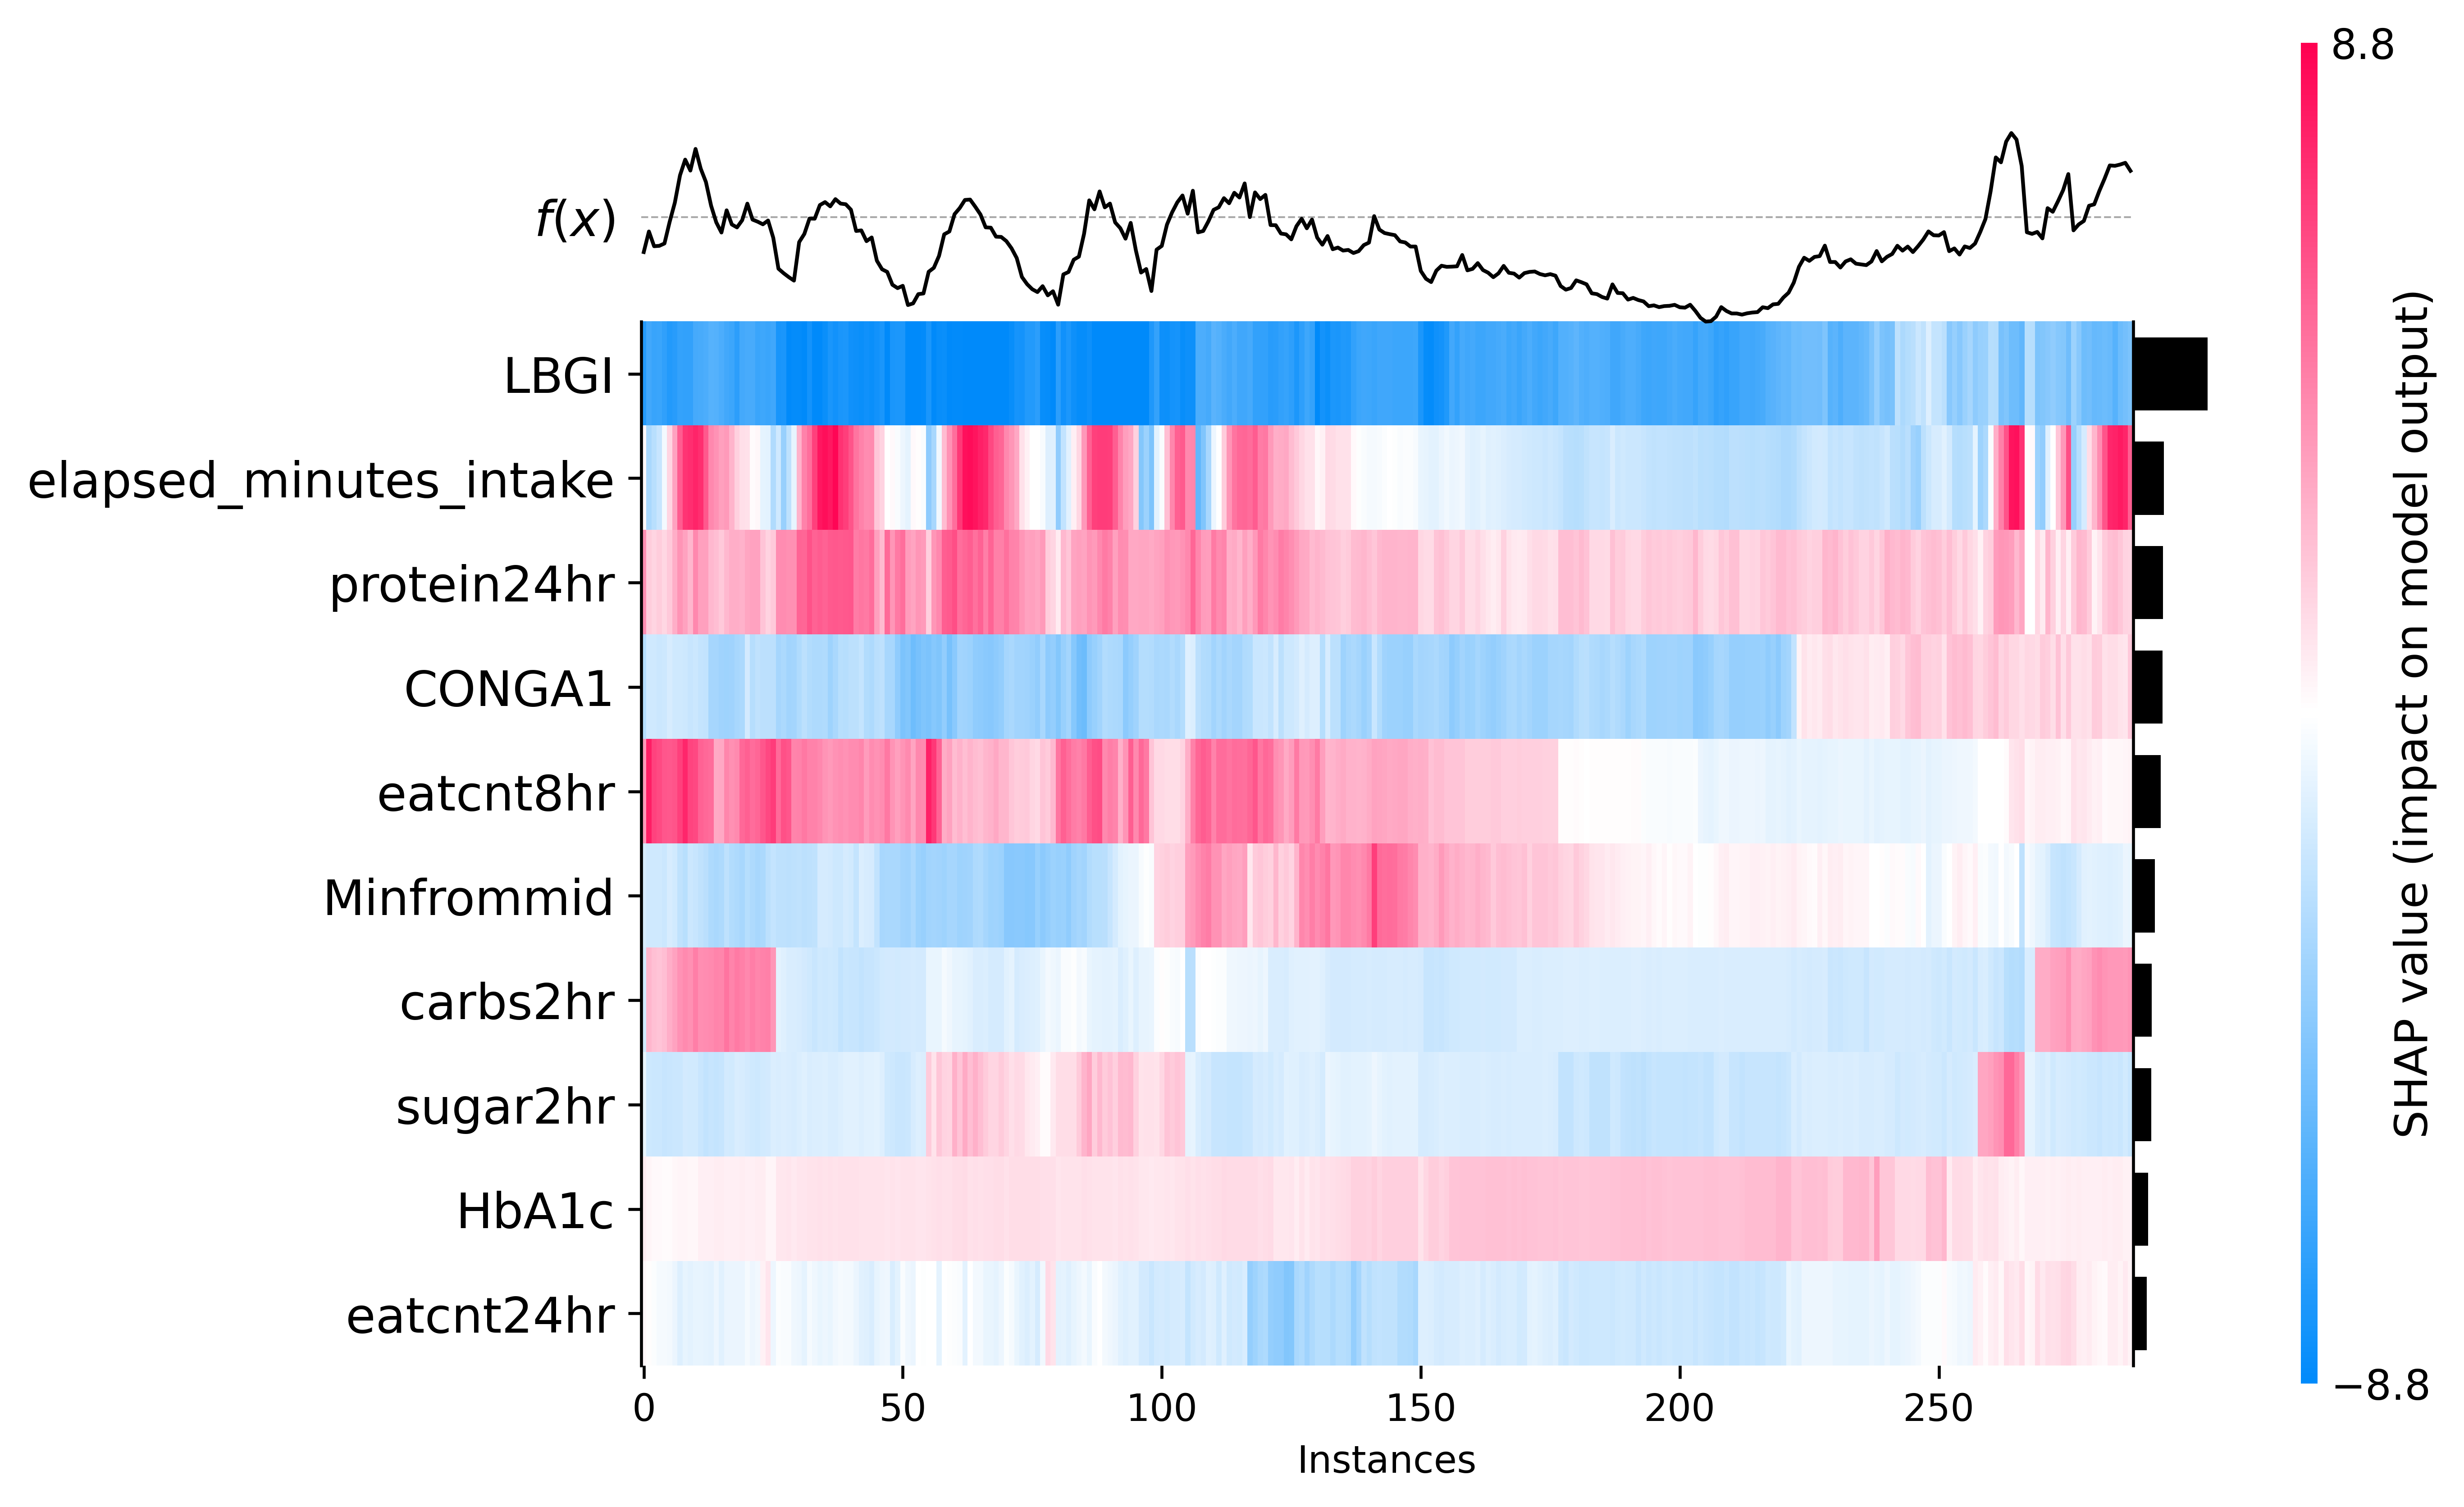 8.8
f(x)
LBGI
elapsed_minutes_intake
protein24hr
CONGA1
eatcnt8hr
Minfrommid
carbs2hr
sugar2hr
HbA1c
eatcnt24hr
0 50 100 150 200 250
Instances
SHAP value (impact on model output)
−8.8